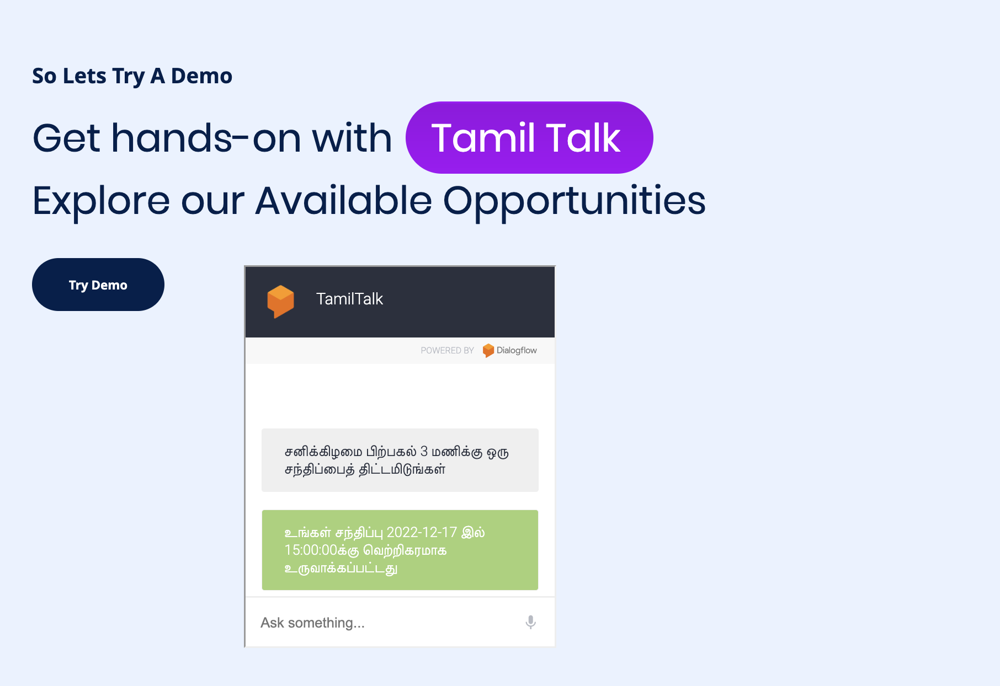 So Lets Try A Demo
Get hands-on with Tamil Talk
Explore our Available Opportunities
Try Demo
TamilTalk
POWERED BY Dialogflow
சனிக்கிழமை பிற்பகல் 3 மணிக்கு ஒரு
சந்திப்பைத் திட்டமிடுங்கள்
உங்கள் சந்திப்பு 2022-12-17 இல்
15:00:00க்கு வெற்றிகரமாக
உருவாக்கப்பட்டது
Ask something...